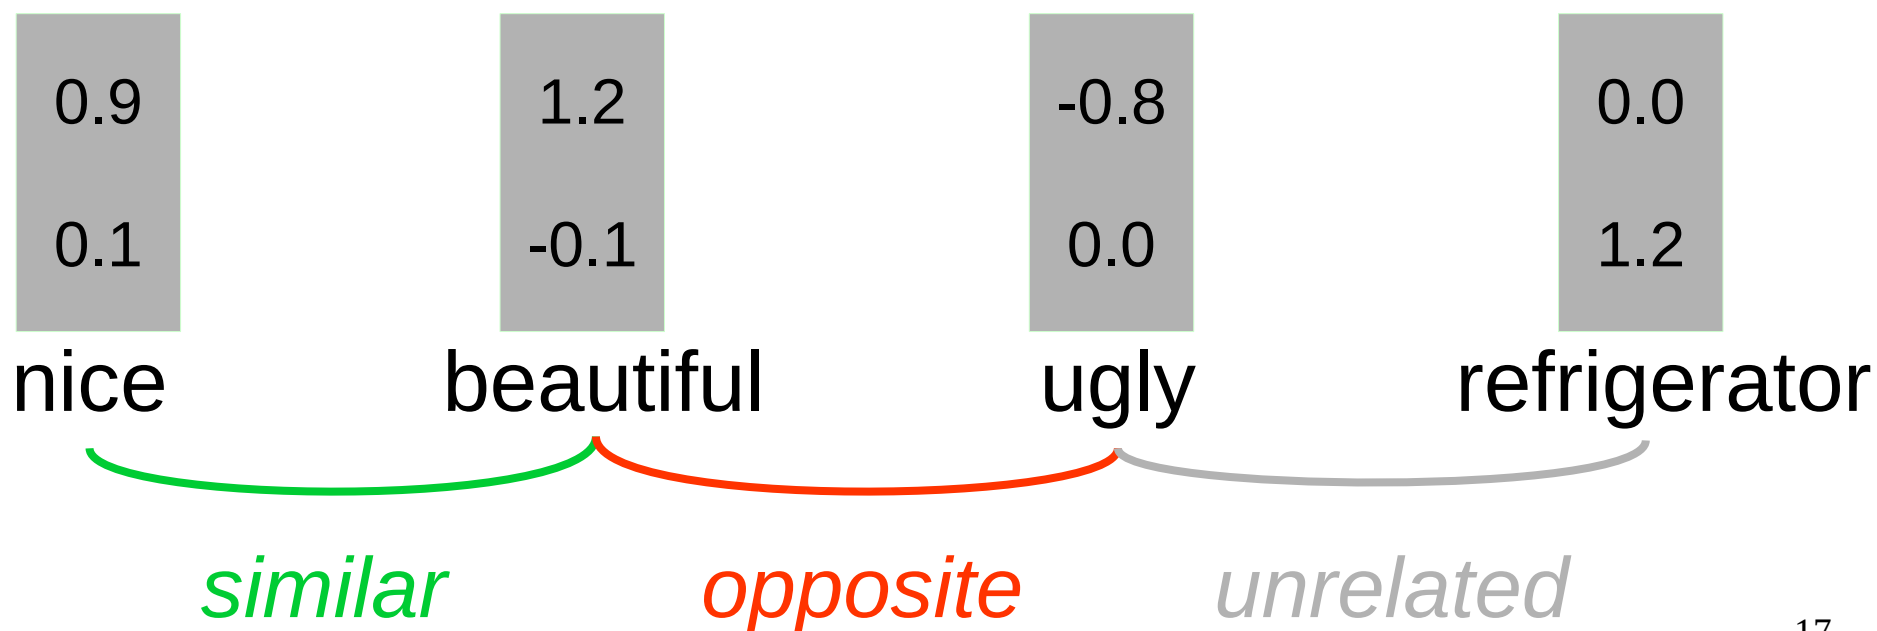 0.9 1.2 -0.8 0.0
0.1 -0.1 0.0 1.2
nice beautiful ugly refrigerator
similar opposite unrelated
17